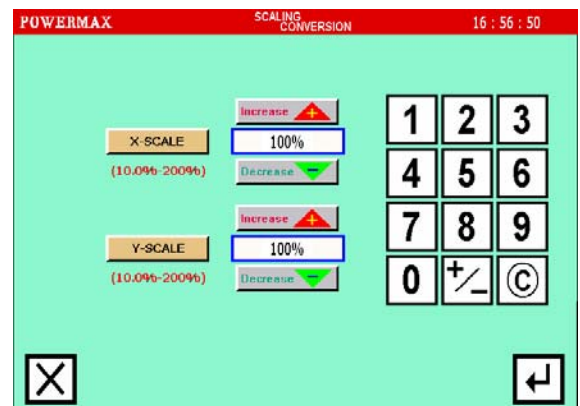 POWERMAX
SCALING
CONVERSION
16 : 56 : 50
Increase +
X-SCALE
100%
(10.0%-200%)
Decrease −
Increase +
Y-SCALE
100%
(10.0%-200%)
Decrease −
1 2 3
4 5 6
7 8 9
0 +/− C
X